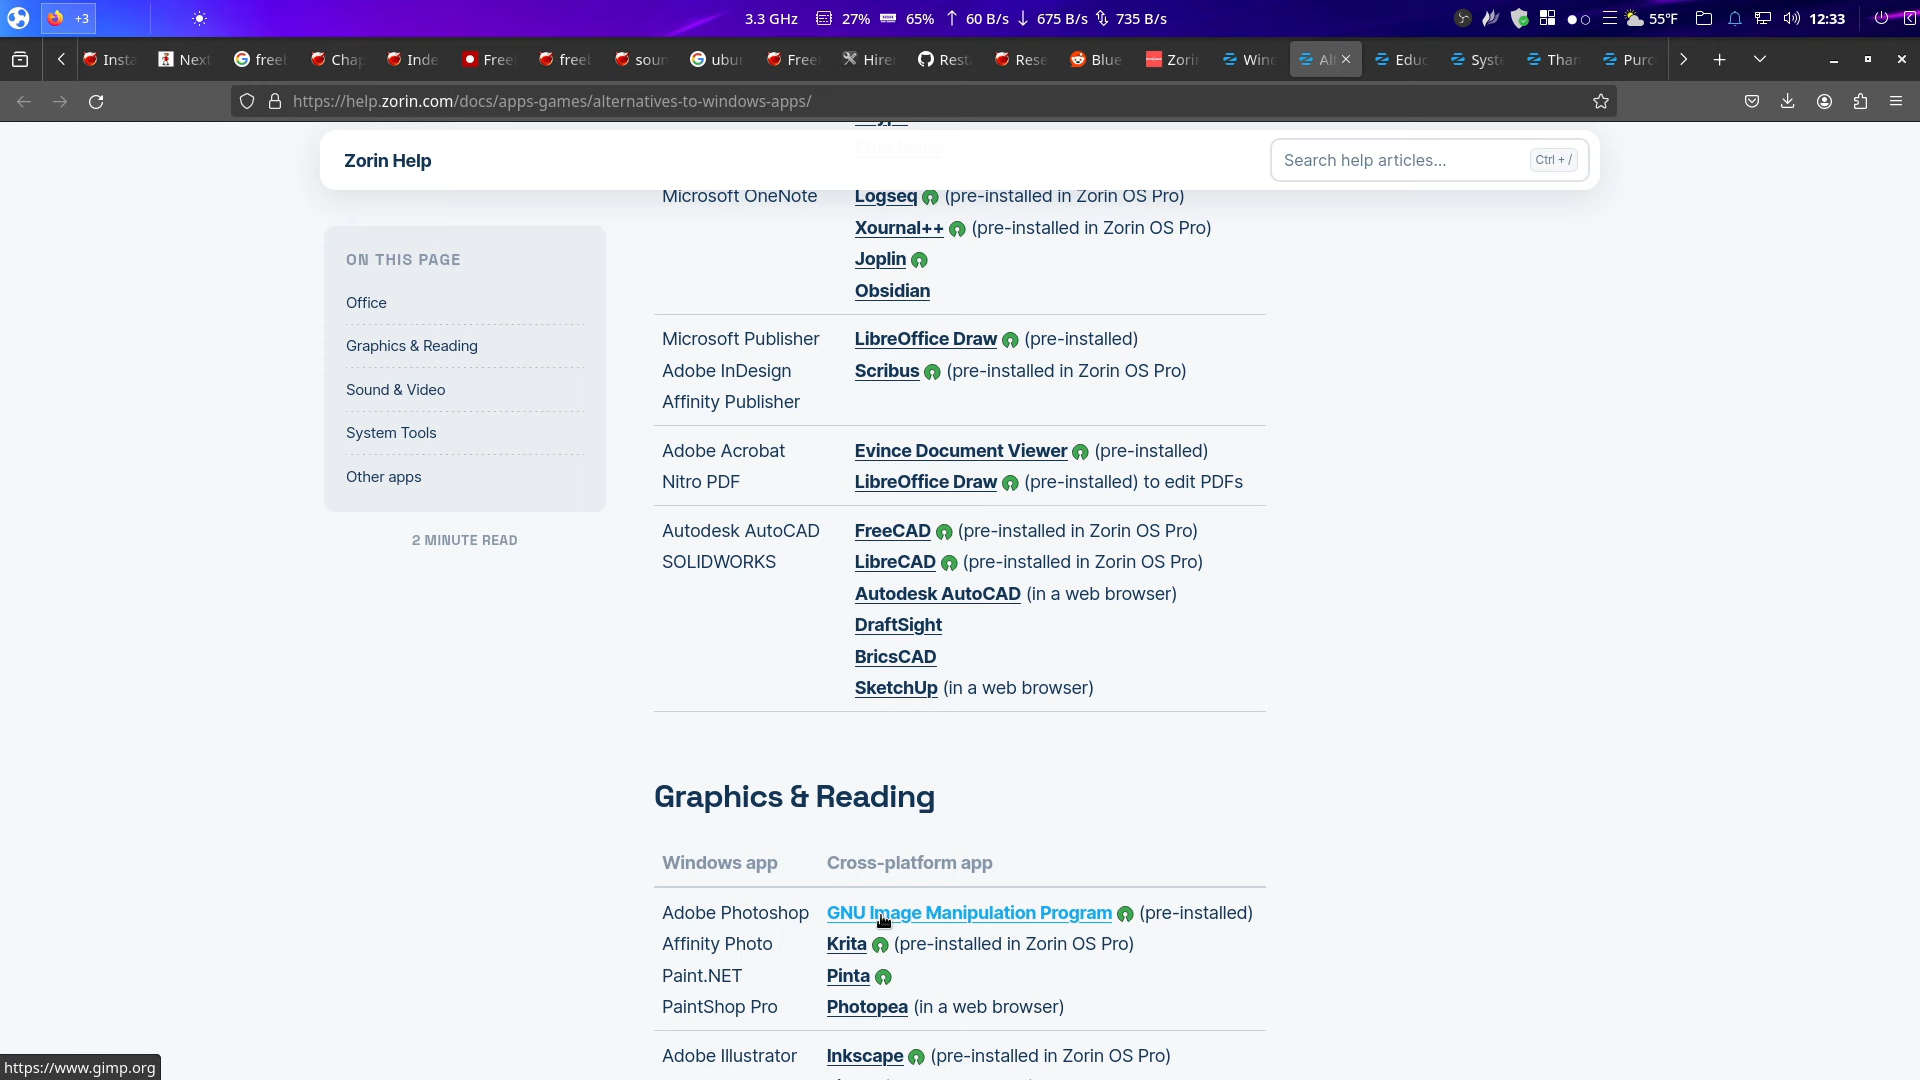 +3
3.3 GHz 27% 65% 60 B/s 675 B/s 735 B/s
55°F
12:33
Insta Next free Chap Inde Free free soun ubun Free Hire Rest Rese Blue Zorin Wind Alt Educ Syste Than Purc
https://help.zorin.com/docs/apps-games/alternatives-to-windows-apps/
Zorin Help
Search help articles...
Ctrl + /
Microsoft OneNote Logseq (pre-installed in Zorin OS Pro)
Xournal++ (pre-installed in Zorin OS Pro)
Joplin
Obsidian
ON THIS PAGE
Office
Graphics & Reading
Sound & Video
System Tools
Other apps
2 MINUTE READ
Microsoft Publisher LibreOffice Draw (pre-installed)
Adobe InDesign Scribus (pre-installed in Zorin OS Pro)
Affinity Publisher
Adobe Acrobat Evince Document Viewer (pre-installed)
Nitro PDF LibreOffice Draw (pre-installed) to edit PDFs
Autodesk AutoCAD FreeCAD (pre-installed in Zorin OS Pro)
SOLIDWORKS LibreCAD (pre-installed in Zorin OS Pro)
Autodesk AutoCAD (in a web browser)
DraftSight
BricsCAD
SketchUp (in a web browser)
Graphics & Reading
Windows app Cross-platform app
Adobe Photoshop GNU Image Manipulation Program (pre-installed)
Affinity Photo Krita (pre-installed in Zorin OS Pro)
Paint.NET Pinta
PaintShop Pro Photopea (in a web browser)
Adobe Illustrator Inkscape (pre-installed in Zorin OS Pro)
https://www.gimp.org